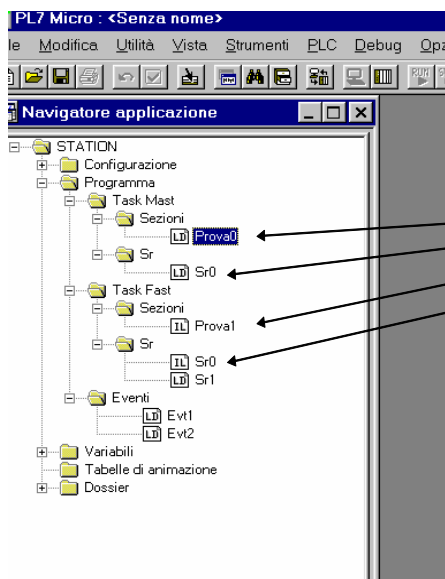 PL7 Micro : <Senza nome>
le Modifica Utilità Vista Strumenti PLC Debug Opz
RUN S
Navigatore applicazione
STATION
Configurazione
Programma
Task Mast
Sezioni
LD Prova0
Sr
LD Sr0
Task Fast
Sezioni
IL Prova1
Sr
IL Sr0
LD Sr1
Eventi
LD Evt1
LD Evt2
Variabili
Tabelle di animazione
Dossier